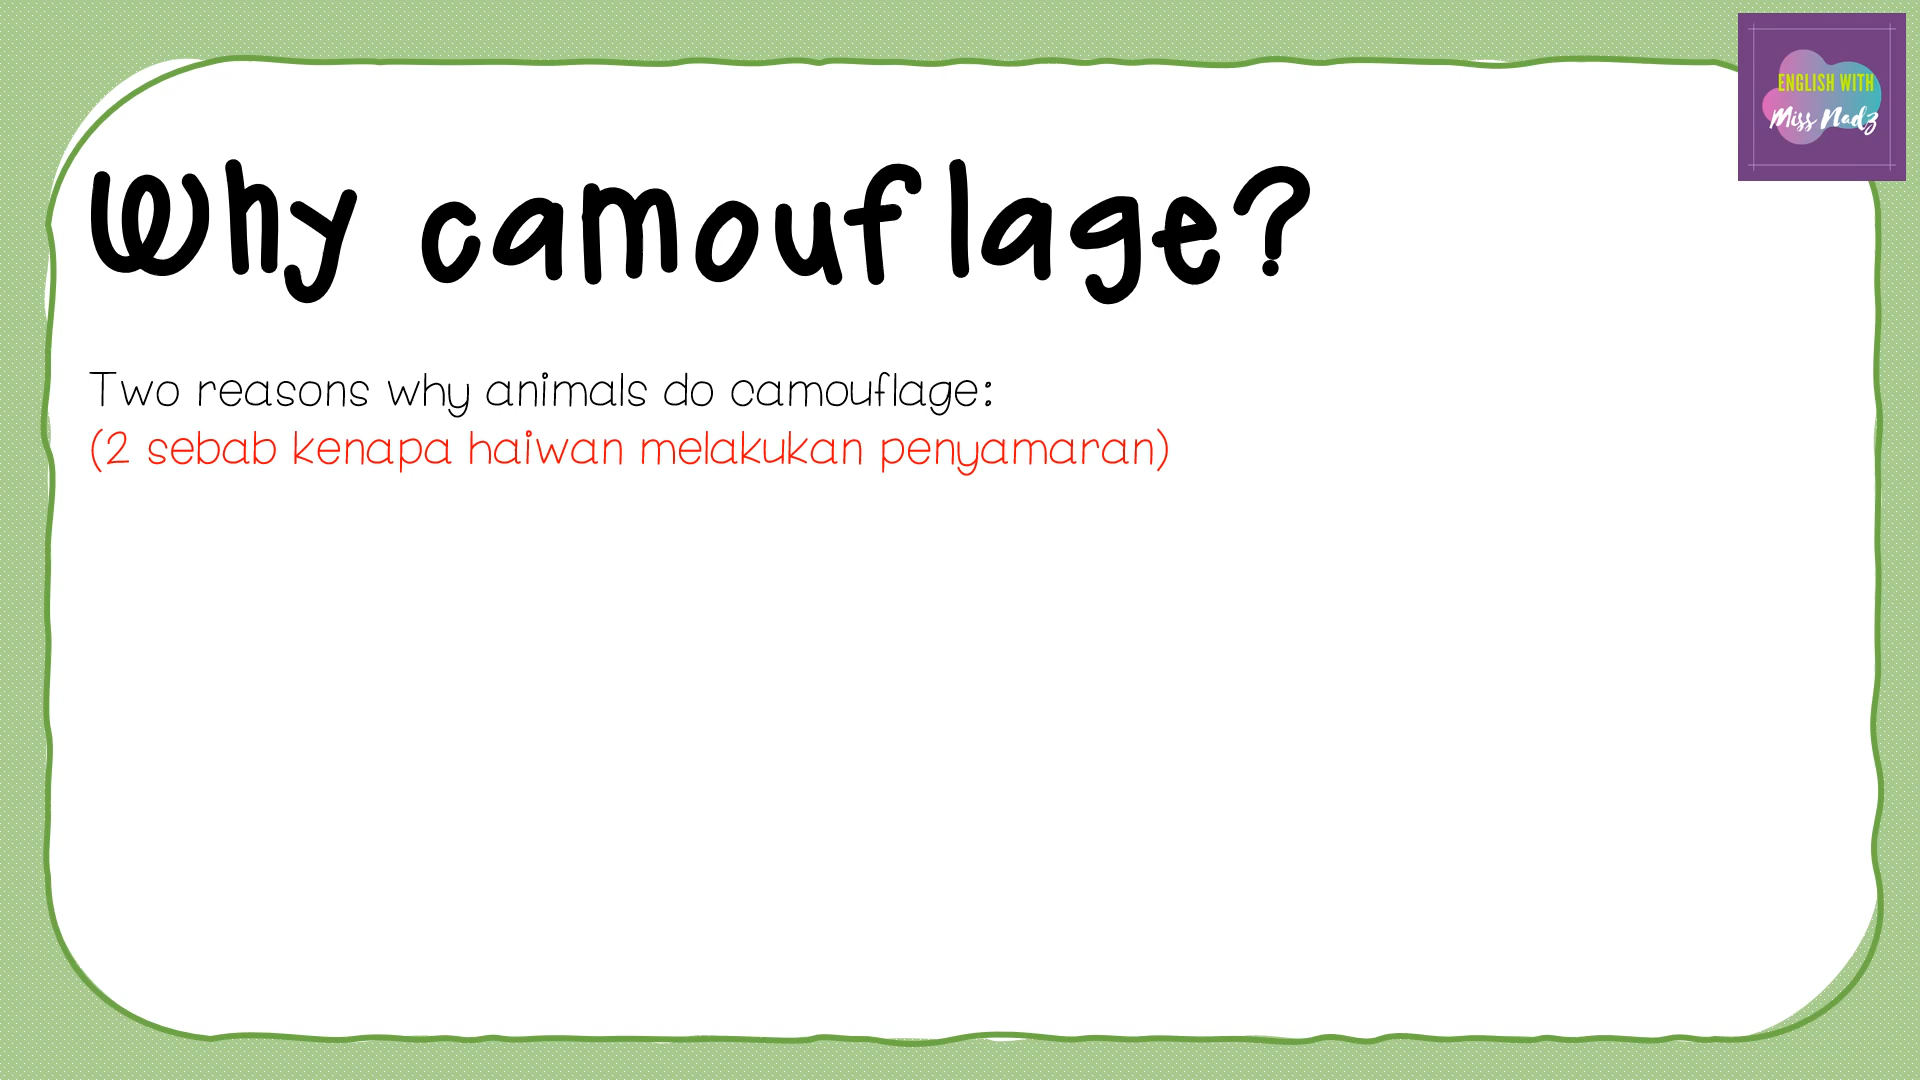 ENGLISH WITH
Miss Nadz
Why camouflage?
Two reasons why animals do camouflage:
(2 sebab kenapa haiwan melakukan penyamaran)